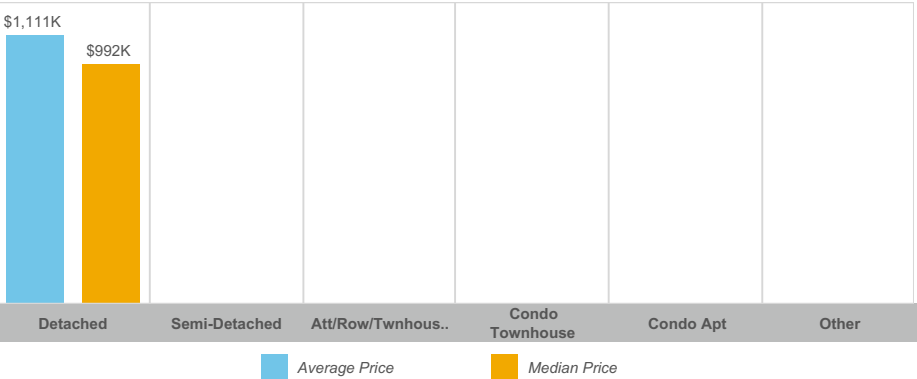 $1,111K
$992K
Detached
Semi-Detached
Att/Row/Twnhous..
Condo
Townhouse
Condo Apt
Other
Average Price
Median Price